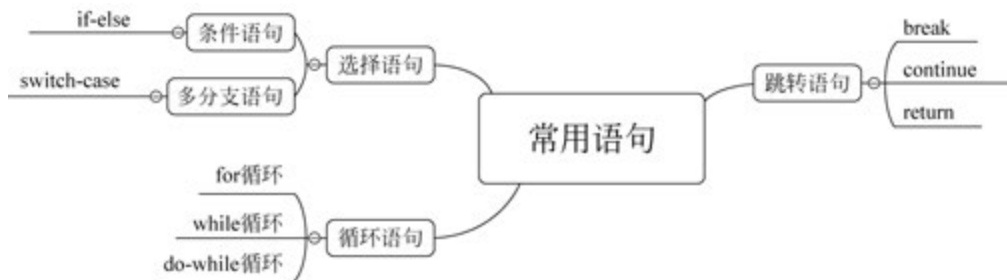 if-else
条件语句
switch-case
多分支语句
选择语句
常用语句
跳转语句
break
continue
return
for循环
while循环
do-while循环
循环语句